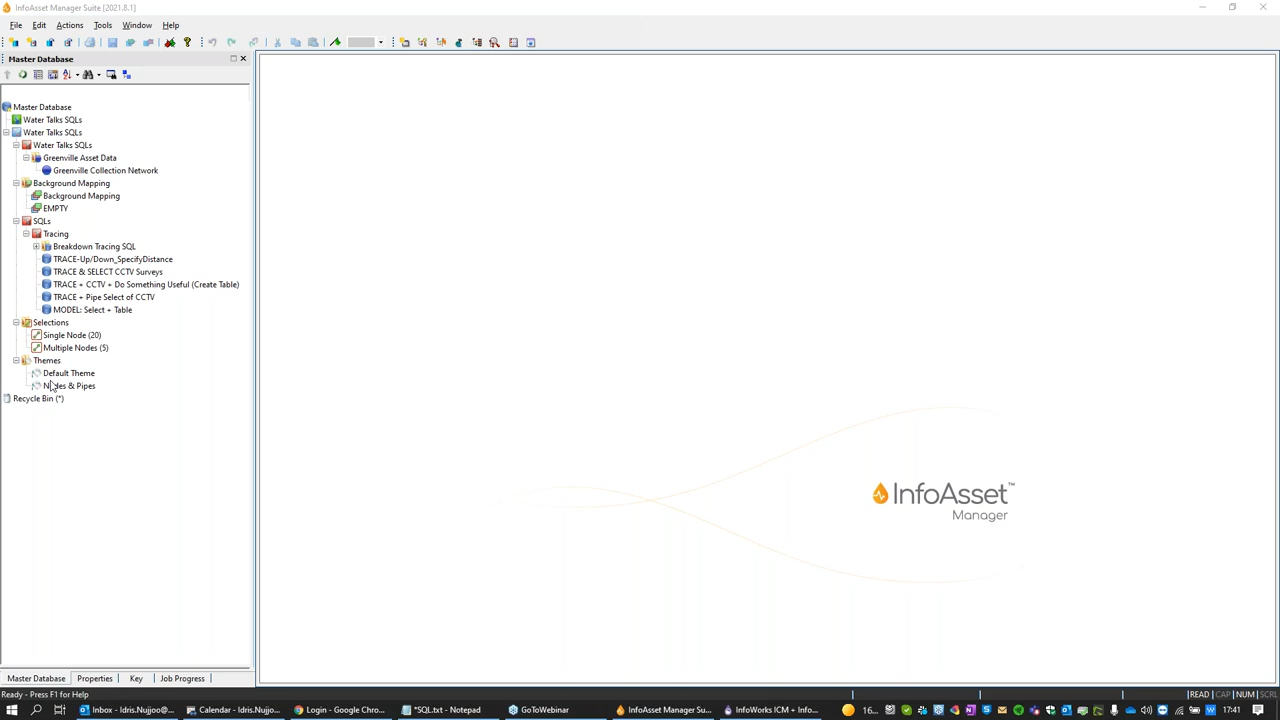 InfoAsset Manager Suite [2021.8.1]
File Edit Actions Tools Window Help
Master Database
Master Database
Water Talks SQLs
Water Talks SQLs
Water Talks SQLs
Greenville Asset Data
Greenville Collection Network
Background Mapping
Background Mapping
EMPTY
SQLs
Tracing
Breakdown Tracing SQL
TRACE-Up/Down_SpecifyDistance
TRACE & SELECT CCTV Surveys
TRACE + CCTV + Do Something Useful (Create Table)
TRACE + Pipe Select of CCTV
MODEL: Select + Table
Selections
Single Node (20)
Multiple Nodes (5)
Themes
Default Theme
Nodes & Pipes
Recycle Bin (*)
InfoAsset™
Manager
Master Database Properties Key Job Progress
Ready - Press F1 for Help READ CAP NUM SCRL
Inbox - Idris.Nujjoo@... Calendar - Idris.Nujjo... Login - Google Chro... *SQL.txt - Notepad GoToWebinar InfoAsset Manager Su... InfoWorks ICM + Info... 16... 17:41